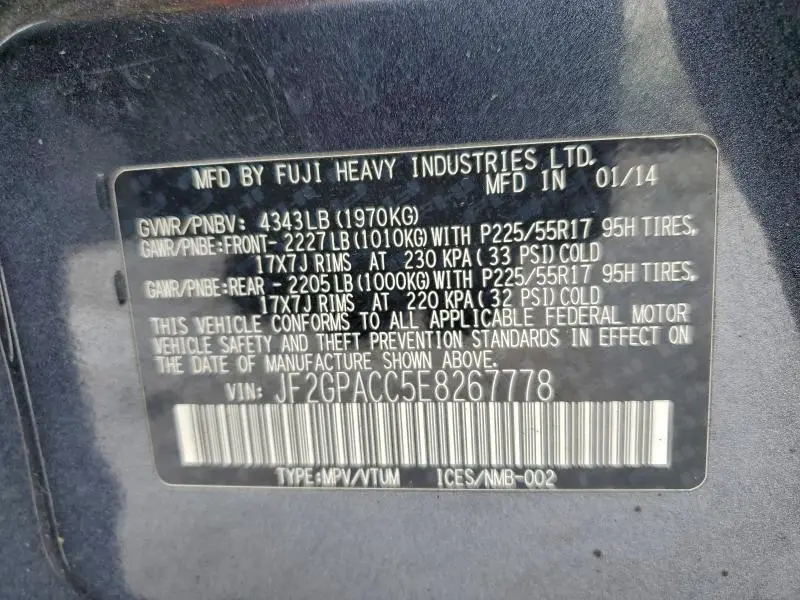 MFD BY FUJI HEAVY INDUSTRIES LTD.
MFD IN 01/14
GVWR/PNBV: 4343LB (1970KG)
GAWR/PNBE:FRONT- 2227LB (1010KG) WITH P225/55R17 95H TIRES,
17X7J RIMS AT 230 KPA( 33 PSI) COLD
GAWR/PNBE:REAR - 2205LB (1000KG) WITH P225/55R17 95H TIRES,
17X7J RIMS AT 220 KPA( 32 PSI) COLD
THIS VEHICLE CONFORMS TO ALL APPLICABLE FEDERAL MOTOR
VEHICLE SAFETY AND THEFT PREVENTION STANDARDS IN EFFECT ON
THE DATE OF MANUFACTURE SHOWN ABOVE.
VIN: JF2GPACC5E8267778
TYPE:MPV/VTUM ICES/NMB-002